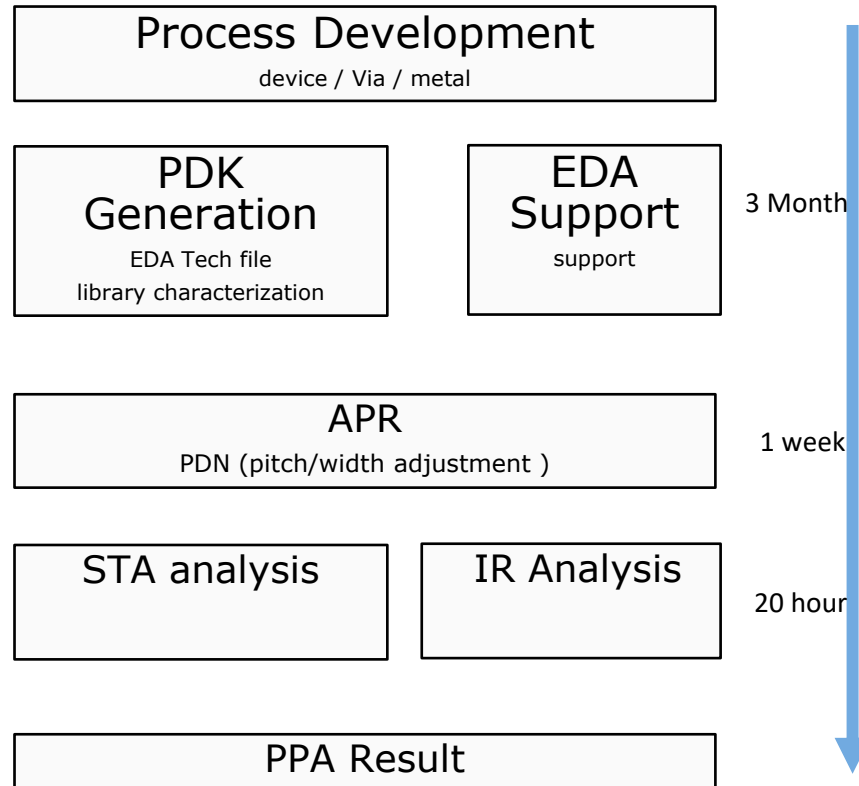 Process Development
device / Via / metal
PDK
Generation
EDA Tech file
library characterization
EDA
Support
support
3 Month
APR
PDN (pitch/width adjustment )
1 week
STA analysis
IR Analysis
20 hour
PPA Result